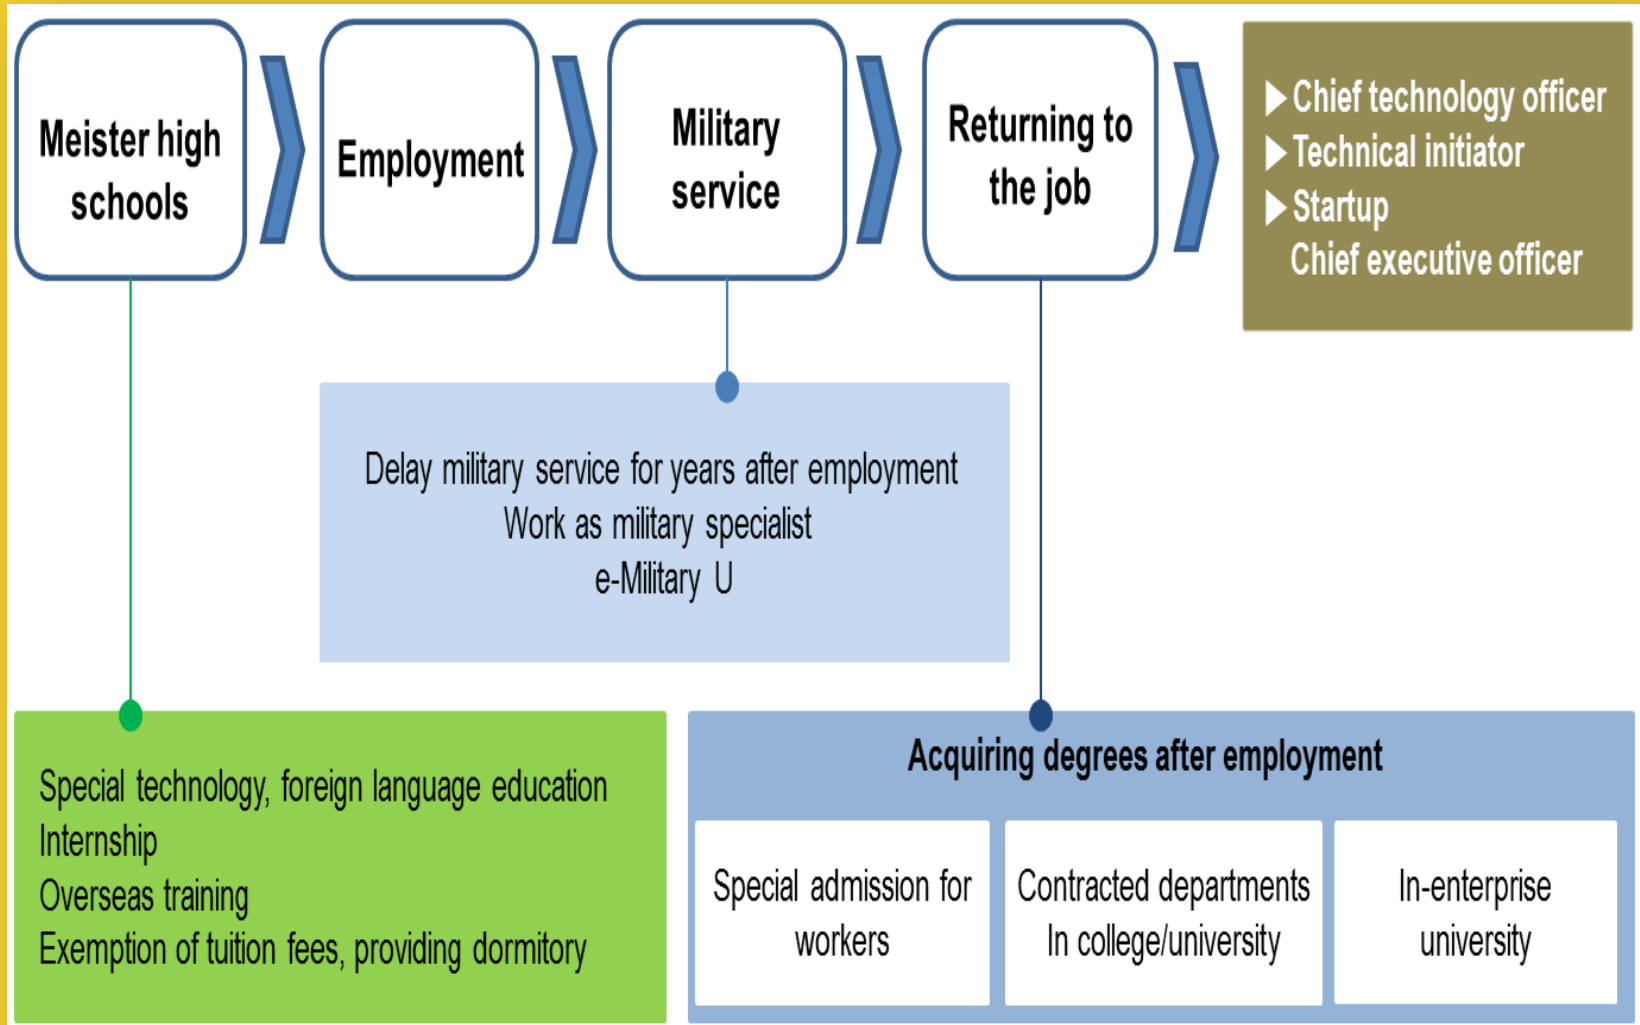 Meister high
schools
Employment
Military
service
Returning to
the job
▶Chief technology officer
▶Technical initiator
▶Startup
Chief executive officer
Delay military service for years after employment
Work as military specialist
e-Military U
Special technology, foreign language education
Internship
Overseas training
Exemption of tuition fees, providing dormitory
Acquiring degrees after employment
Special admission for
workers
Contracted departments
In college/university
In-enterprise
university